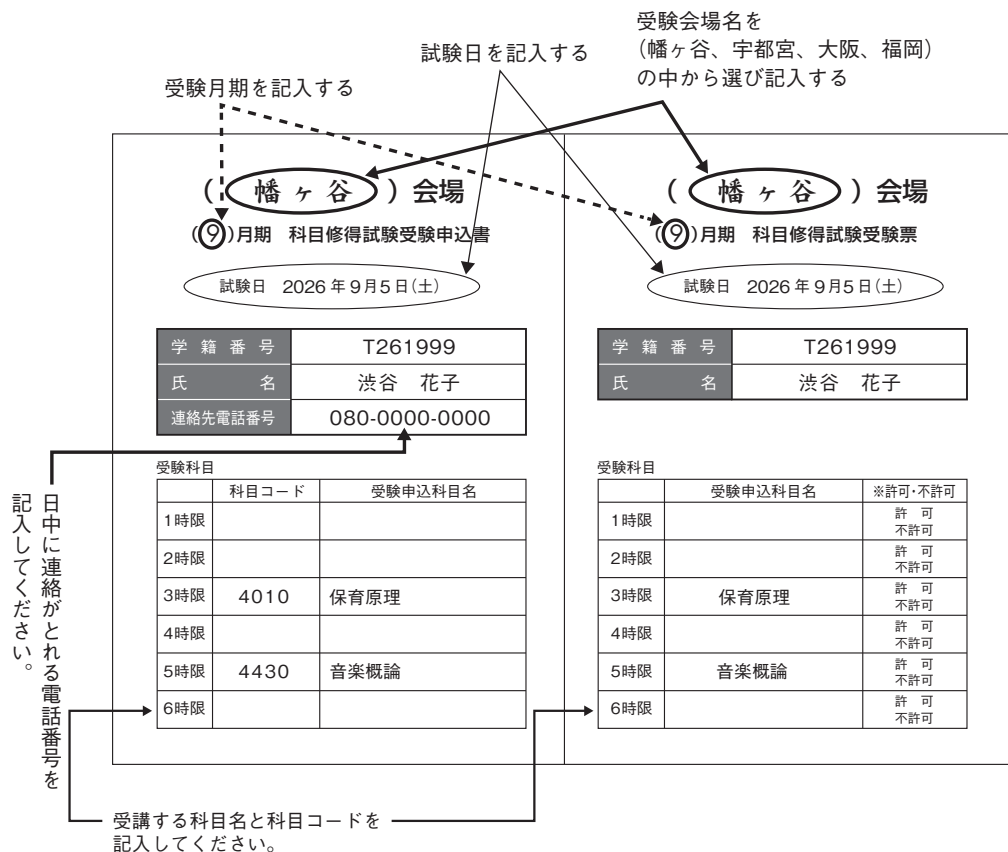 受験会場名を
(幡ヶ谷、宇都宮、大阪、福岡)
の中から選び記入する
試験日を記入する
受験月期を記入する
( 幡ヶ谷 ) 会場
(9)月期 科目修得試験受験申込書
試験日 2026年9月5日(土)
学籍番号 T261999
氏名 渋谷 花子
連絡先電話番号 080-0000-0000
受験科目
科目コード 受験申込科目名
1時限
2時限
3時限 4010 保育原理
4時限
5時限 4430 音楽概論
6時限
( 幡ヶ谷 ) 会場
(9)月期 科目修得試験受験票
試験日 2026年9月5日(土)
学籍番号 T261999
氏名 渋谷 花子
受験科目
受験申込科目名 ※許可・不許可
1時限 許可
不許可
2時限 許可
不許可
3時限 保育原理 許可
不許可
4時限 許可
不許可
5時限 音楽概論 許可
不許可
6時限 許可
不許可
日中に連絡がとれる電話番号を
記入してください。
受講する科目名と科目コードを
記入してください。